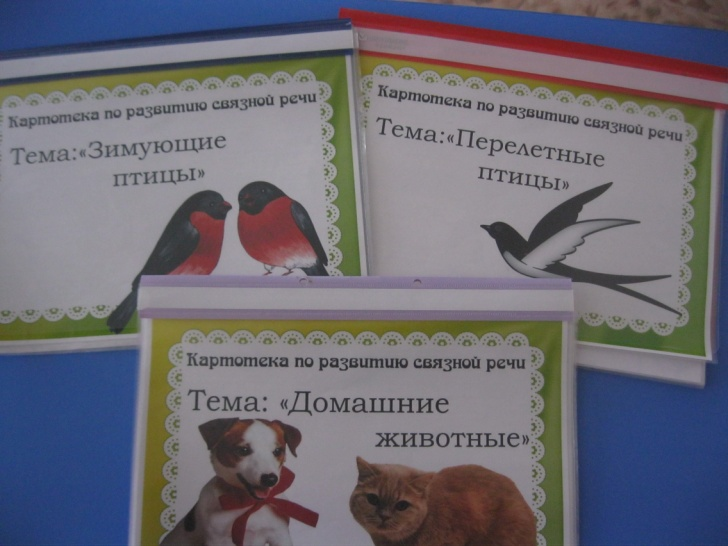 Картотека по развитию связной речи
Тема:«Зимующие
птицы»
Картотека по развитию связной речи
Тема:«Перелетные
птицы»
Картотека по развитию связной речи
Тема: «Домашние
животные»